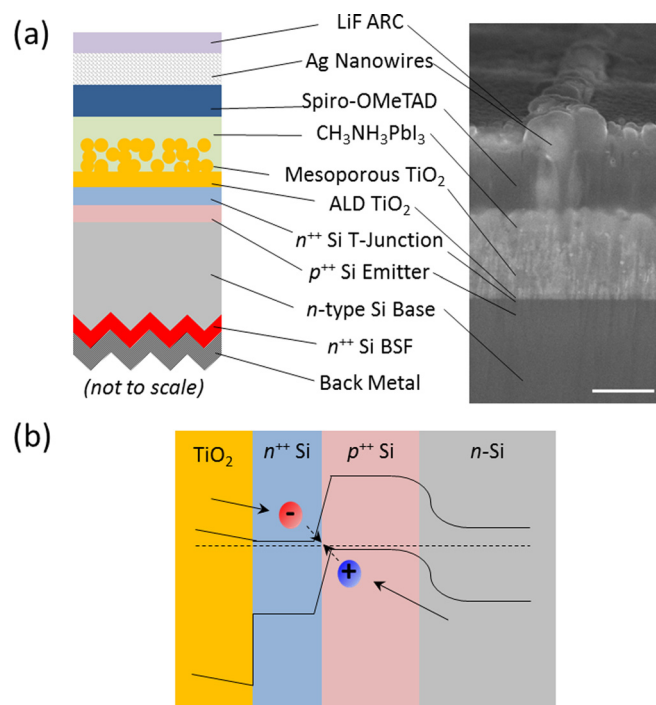 (a)
LiF ARC
Ag Nanowires
Spiro-OMeTAD
CH₃NH₃PbI₃
Mesoporous TiO₂
ALD TiO₂
n⁺⁺ Si T-Junction
p⁺⁺ Si Emitter
n-type Si Base
n⁺⁺ Si BSF
Back Metal
(not to scale)
(b)
TiO₂ n⁺⁺ Si p⁺⁺ Si n-Si
-
+